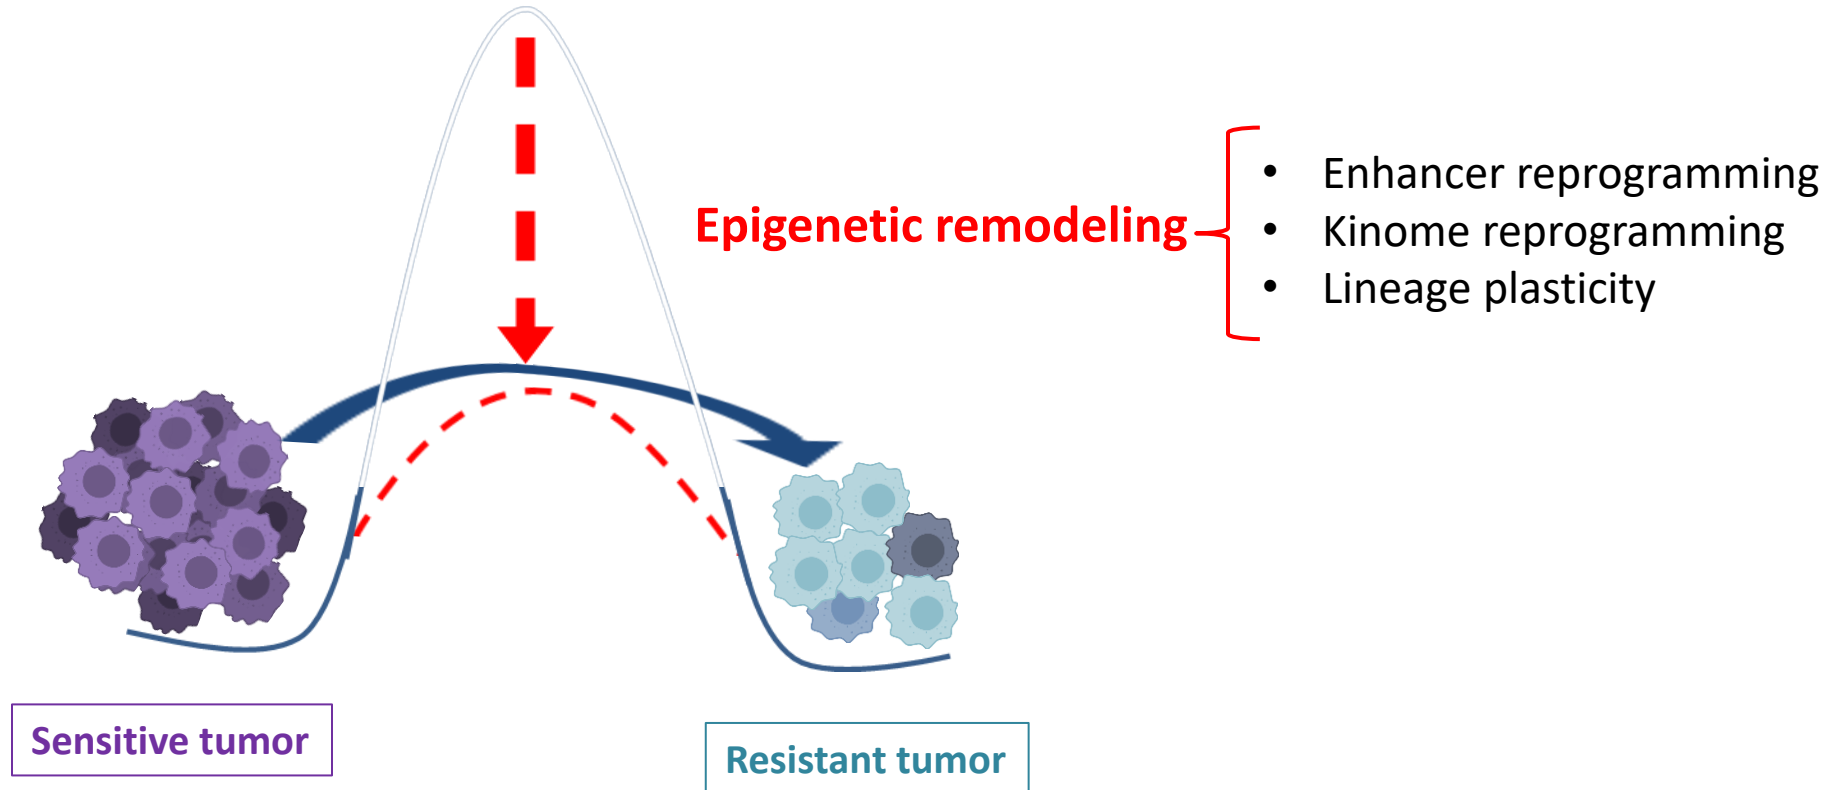 Epigenetic remodeling
• Enhancer reprogramming
• Kinome reprogramming
• Lineage plasticity
Sensitive tumor
Resistant tumor